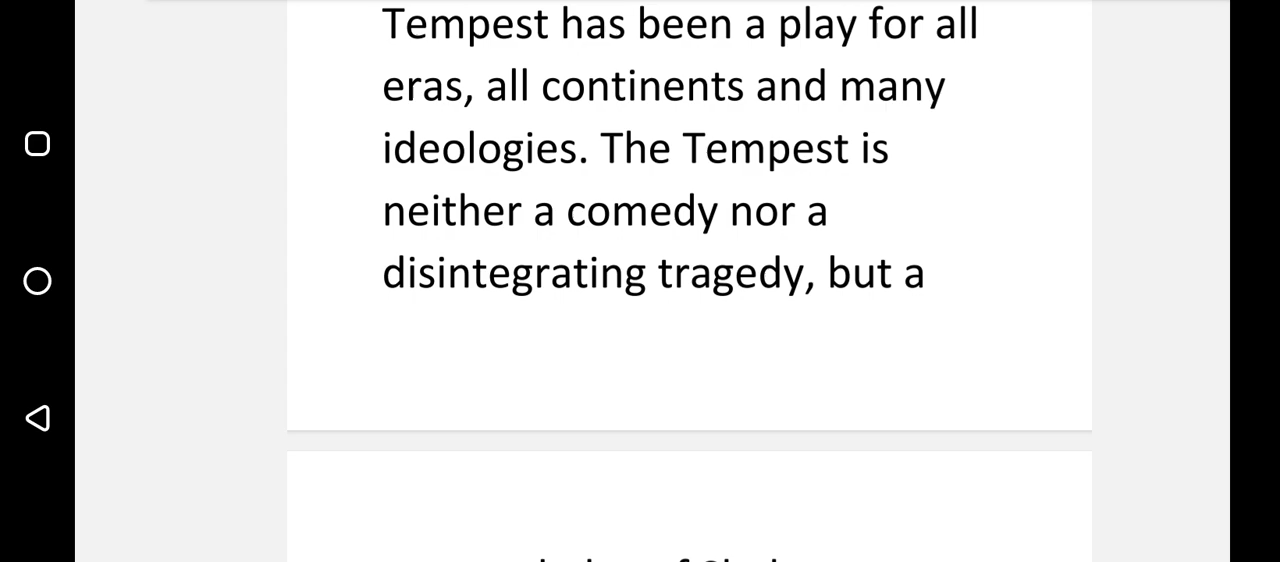 Tempest has been a play for all
eras, all continents and many
ideologies. The Tempest is
neither a comedy nor a
disintegrating tragedy, but a